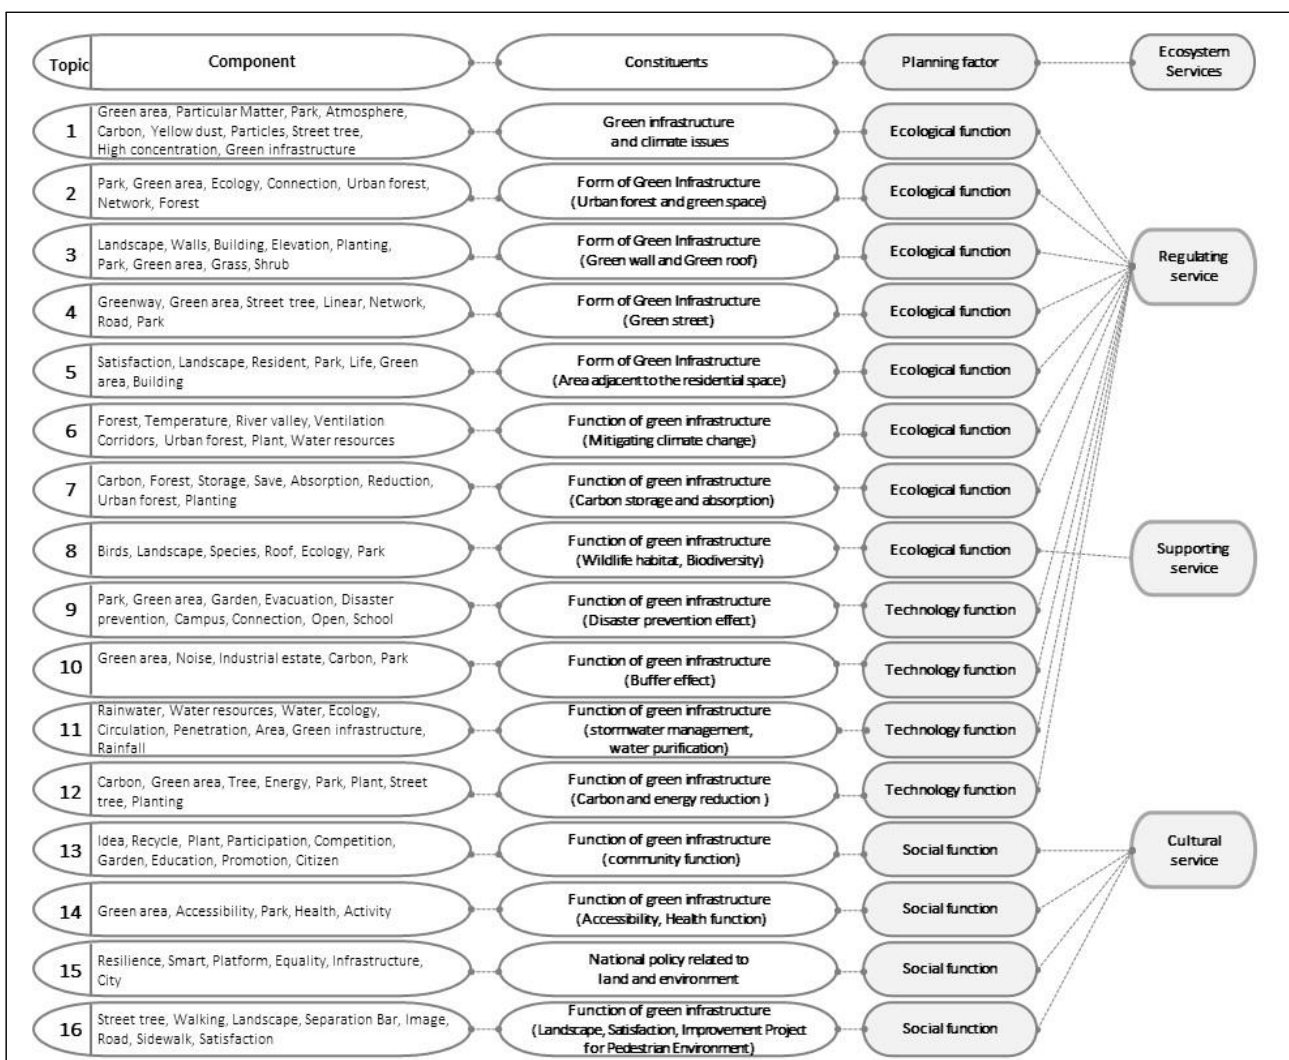 Topic
Component
Constituents
Planning factor
Ecosystem
Services
1
Green area, Particular Matter, Park, Atmosphere,
Carbon, Yellow dust, Particles, Street tree,
High concentration, Green infrastructure
Green infrastructure
and climate issues
Ecological function
2
Park, Green area, Ecology, Connection, Urban forest,
Network, Forest
Form of Green Infrastructure
(Urban forest and green space)
Ecological function
3
Landscape, Walls, Building, Elevation, Planting,
Park, Green area, Grass, Shrub
Form of Green Infrastructure
(Green wall and Green roof)
Ecological function
Regulating
service
4
Greenway, Green area, Street tree, Linear, Network,
Road, Park
Form of Green Infrastructure
(Green street)
Ecological function
5
Satisfaction, Landscape, Resident, Park, Life, Green
area, Building
Form of Green Infrastructure
(Area adjacent to the residential space)
Ecological function
6
Forest, Temperature, River valley, Ventilation
Corridors, Urban forest, Plant, Water resources
Function of green infrastructure
(Mitigating climate change)
Ecological function
7
Carbon, Forest, Storage, Save, Absorption, Reduction,
Urban forest, Planting
Function of green infrastructure
(Carbon storage and absorption)
Ecological function
8
Birds, Landscape, Species, Roof, Ecology, Park
Function of green infrastructure
(Wildlife habitat, Biodiversity)
Ecological function
Supporting
service
9
Park, Green area, Garden, Evacuation, Disaster
prevention, Campus, Connection, Open, School
Function of green infrastructure
(Disaster prevention effect)
Technology function
10
Green area, Noise, Industrial estate, Carbon, Park
Function of green infrastructure
(Buffer effect)
Technology function
11
Rainwater, Water resources, Water, Ecology,
Circulation, Penetration, Area, Green infrastructure,
Rainfall
Function of green infrastructure
(stormwater management,
water purification)
Technology function
12
Carbon, Green area, Tree, Energy, Park, Plant, Street
tree, Planting
Function of green infrastructure
(Carbon and energy reduction )
Technology function
13
Idea, Recycle, Plant, Participation, Competition,
Garden, Education, Promotion, Citizen
Function of green infrastructure
(community function)
Social function
Cultural
service
14
Green area, Accessibility, Park, Health, Activity
Function of green infrastructure
(Accessibility, Health function)
Social function
15
Resilience, Smart, Platform, Equality, Infrastructure,
City
National policy related to
land and environment
Social function
16
Street tree, Walking, Landscape, Separation Bar, Image,
Road, Sidewalk, Satisfaction
Function of green infrastructure
(Landscape, Satisfaction, Improvement Project
for Pedestrian Environment)
Social function